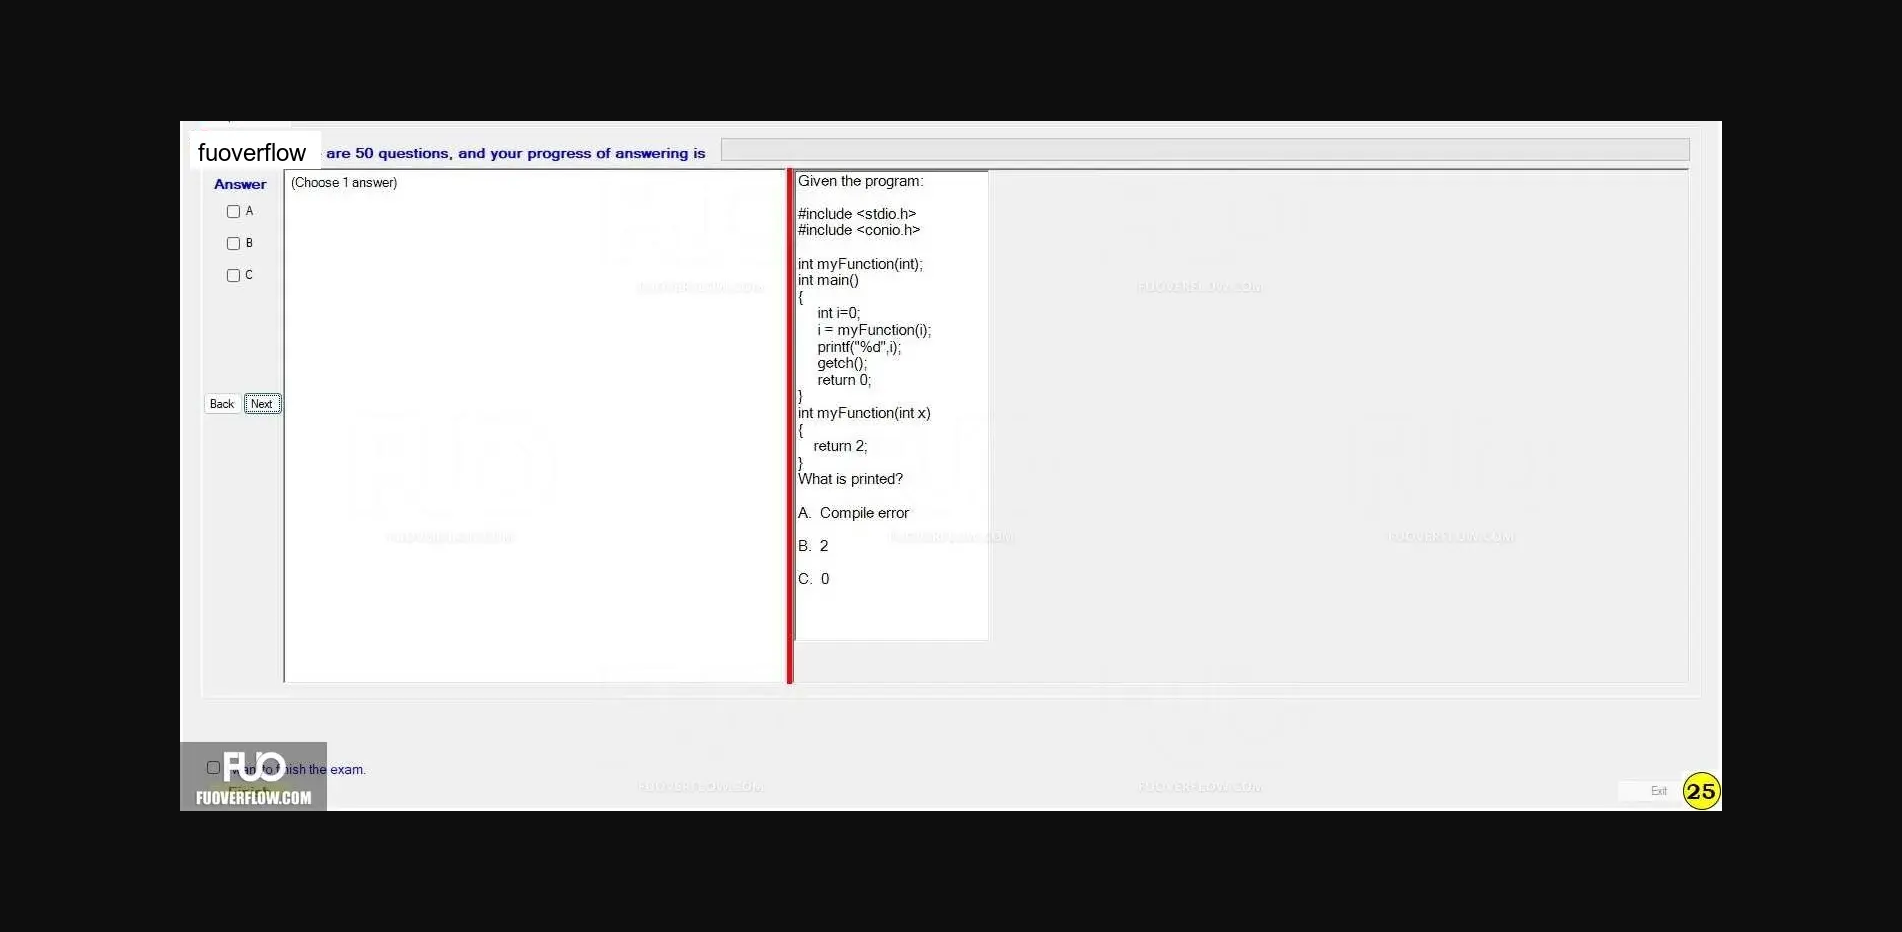 fuoverflow are 50 questions, and your progress of answering is
Answer
(Choose 1 answer)
A
B
C
Back Next
Given the program:
#include <stdio.h>
#include <conio.h>
int myFunction(int);
int main()
{
int i=0;
i = myFunction(i);
printf("%d",i);
getch();
return 0;
}
int myFunction(int x)
{
return 2;
}
What is printed?
A. Compile error
B. 2
C. 0
FUOVERFLOW.COM
FUOVERFLOW.COM
FUOVERFLOW.COM
FUOVERFLOW.COM
FUOVERFLOW.COM
FUO
to finish the exam.
Finish
FUOVERFLOW.COM
FUOVERFLOW.COM
FUOVERFLOW.COM
Exit
25